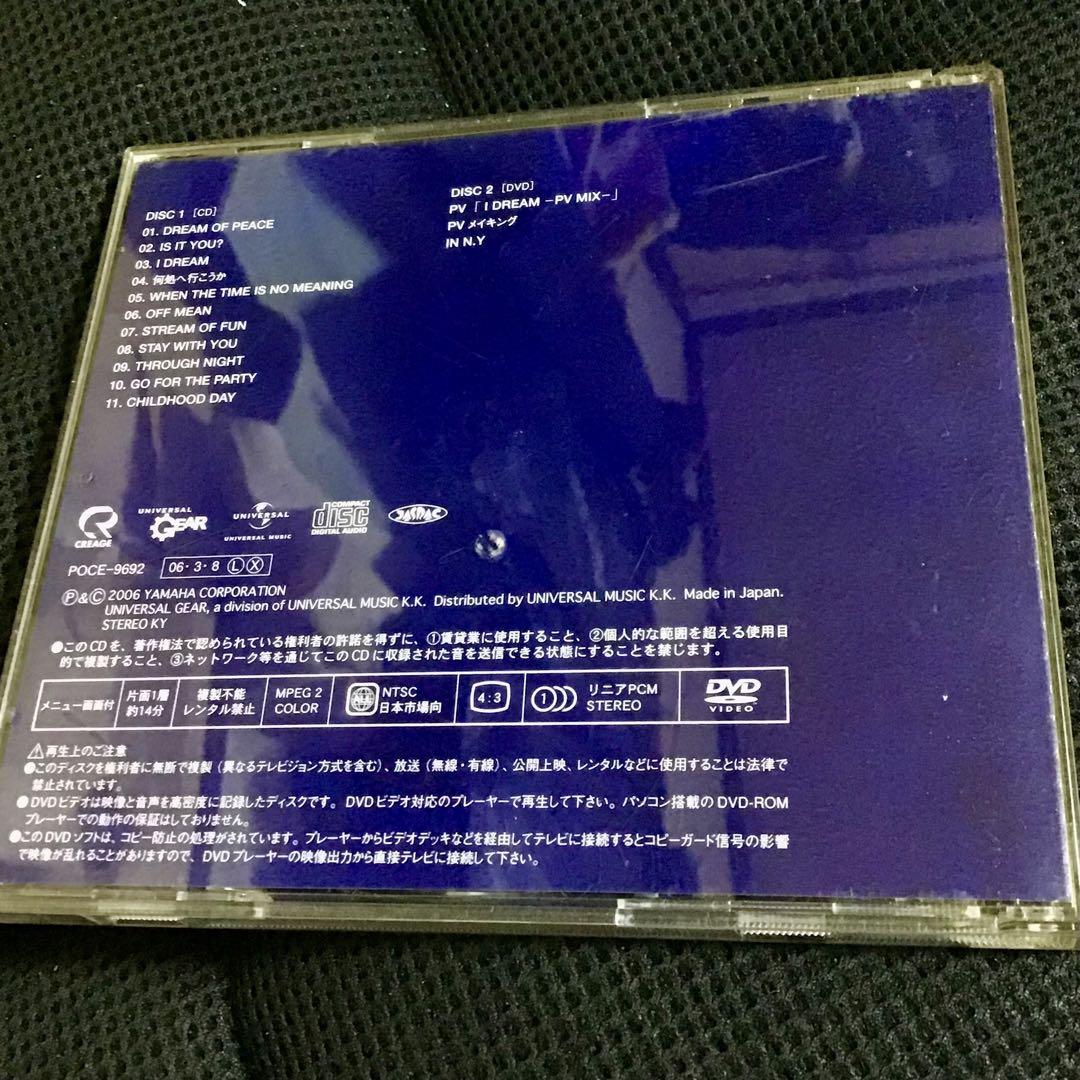 DISC 1 [CD]
01. DREAM OF PEACE
02. IS IT YOU?
03. I DREAM
04. 何処へ行こうか
05. WHEN THE TIME IS NO MEANING
06. OFF MEAN
07. STREAM OF FUN
08. STAY WITH YOU
09. THROUGH NIGHT
10. GO FOR THE PARTY
11. CHILDHOOD DAY
DISC 2 [DVD]
PV「I DREAM -PV MIX-」
PV メイキング
IN N.Y
CREAGE
UNIVERSAL GEAR
UNIVERSAL
UNIVERSAL MUSIC
COMPACT disc DIGITAL AUDIO
JASRAC
POCE-9692 06・3・8 Ⓛ Ⓧ
Ⓟ&Ⓒ 2006 YAMAHA CORPORATION
UNIVERSAL GEAR, a division of UNIVERSAL MUSIC K.K. Distributed by UNIVERSAL MUSIC K.K. Made in Japan.
STEREO KY
●このCDを、著作権法で認められている権利者の許諾を得ずに、①賃貸業に使用すること、②個人的な範囲を超える使用目
的で複製すること、③ネットワーク等を通じてこのCDに収録された音を送信できる状態にすることを禁じます。
メニュー画面付
片面1層
約14分
複製不能
レンタル禁止
MPEG 2
COLOR
ALL
NTSC
日本市場向
4:3
1
リニアPCM
STEREO
DVD
VIDEO
⚠再生上のご注意
●このディスクを権利者に無断で複製（異なるテレビジョン方式を含む）、放送（無線・有線）、公開上映、レンタルなどに使用することは法律で
禁止されています。
●DVDビデオは映像と音声を高密度に記録したディスクです。DVDビデオ対応のプレーヤーで再生して下さい。パソコン搭載のDVD-ROM
プレーヤーでの動作の保証はしておりません。
●このDVDソフトは、コピー防止の処理がされています。プレーヤーからビデオデッキなどを経由してテレビに接続するとコピーガード信号の影響
で映像が乱れることがありますので、DVDプレーヤーの映像出力から直接テレビに接続して下さい。